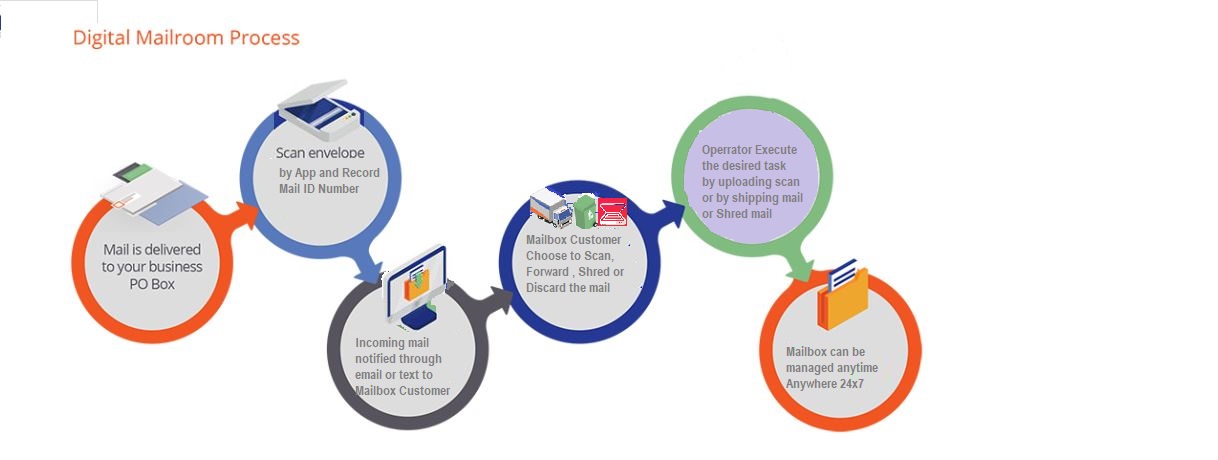 Digital Mailroom Process
Mail is delivered
to your business
PO Box
Scan envelope
by App and Record
Mail ID Number
Incoming mail
notified through
email or text to
Mailbox Customer
Mailbox Customer
Choose to Scan,
Forward , Shred or
Discard the mail
Operrator Execute
the desired task
by uploading scan
or by shipping mail
or Shred mail
Mailbox can be
managed anytime
Anywhere 24x7